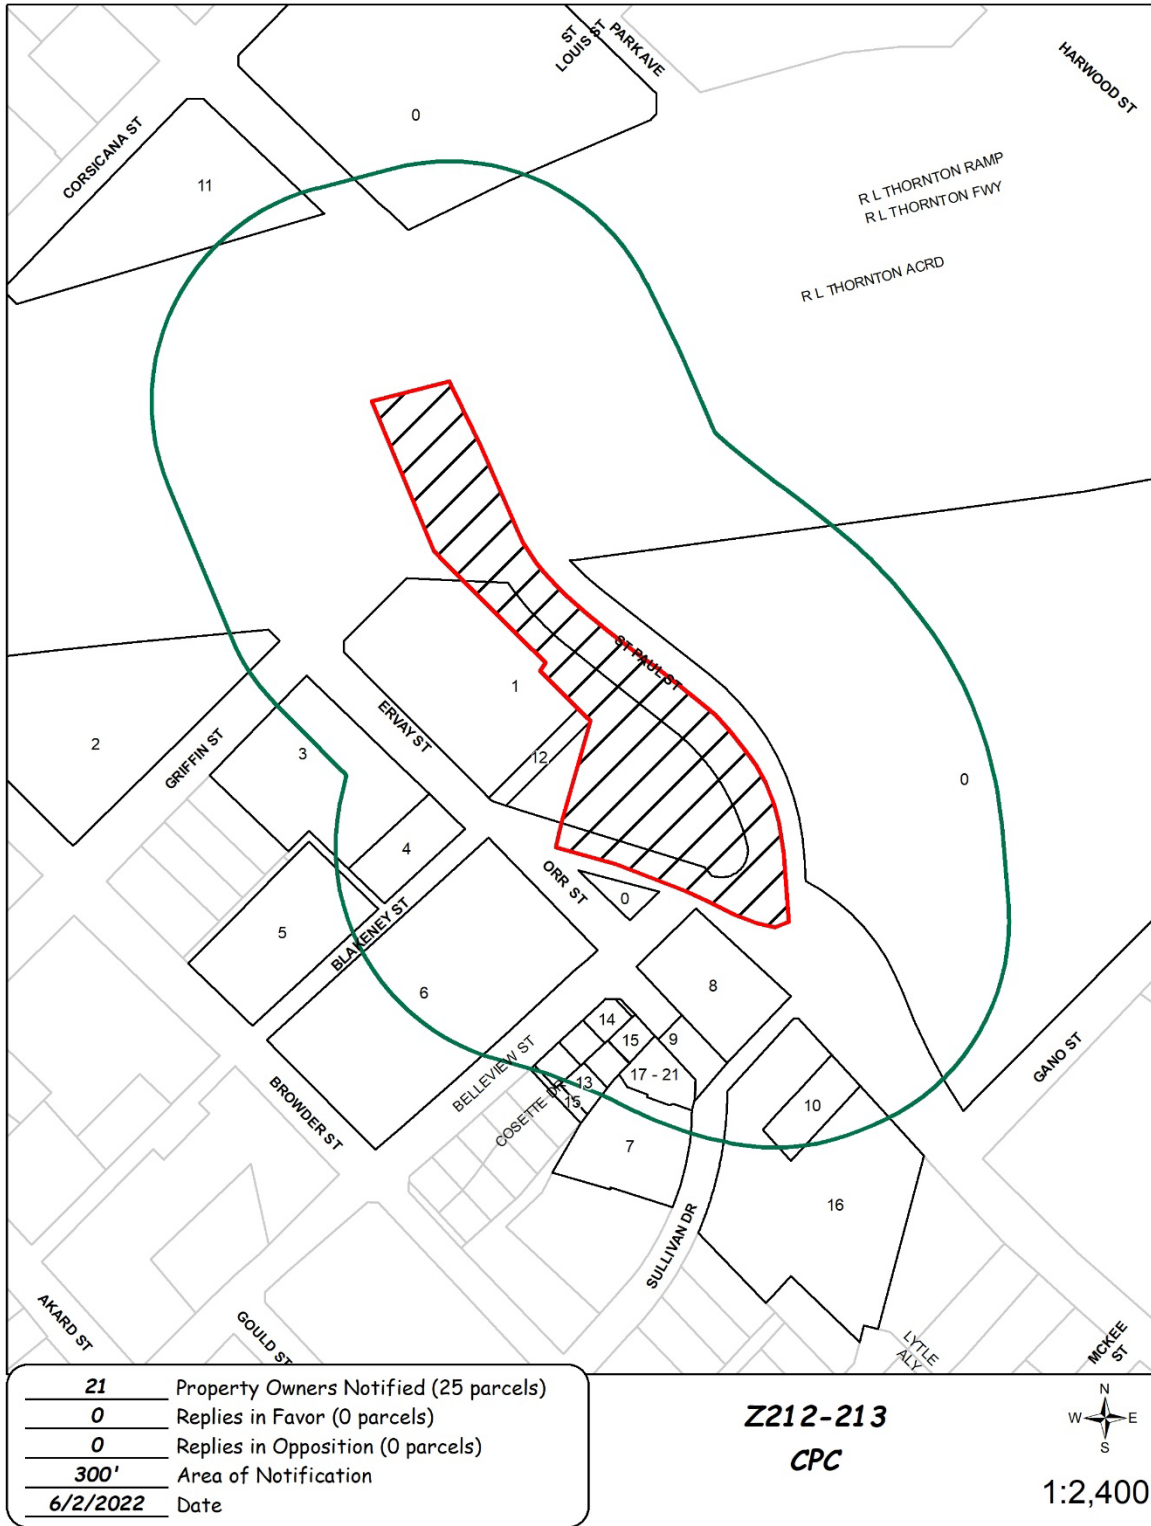 ST
LOUIS ST
PARK AVE
HARWOOD ST
0
CORSICANA ST
11
R L THORNTON RAMP
R L THORNTON FWY
R L THORNTON ACRD
ST PAUL ST
1
ERVAY ST
2
GRIFFIN ST
3
12
0
4
ORR ST
0
5
BLAKENEY ST
6
8
14
15
9
BELLEVIEW ST
17 - 21
13
15
COSETTE DR
10
GANO ST
BROWDER ST
7
16
SULLIVAN DR
AKARD ST
GOULD ST
LYTLE
ALY
MCKEE
ST
21 Property Owners Notified (25 parcels)
0 Replies in Favor (0 parcels)
0 Replies in Opposition (0 parcels)
300' Area of Notification
6/2/2022 Date
Z212-213
CPC
N
W E
S
1:2,400